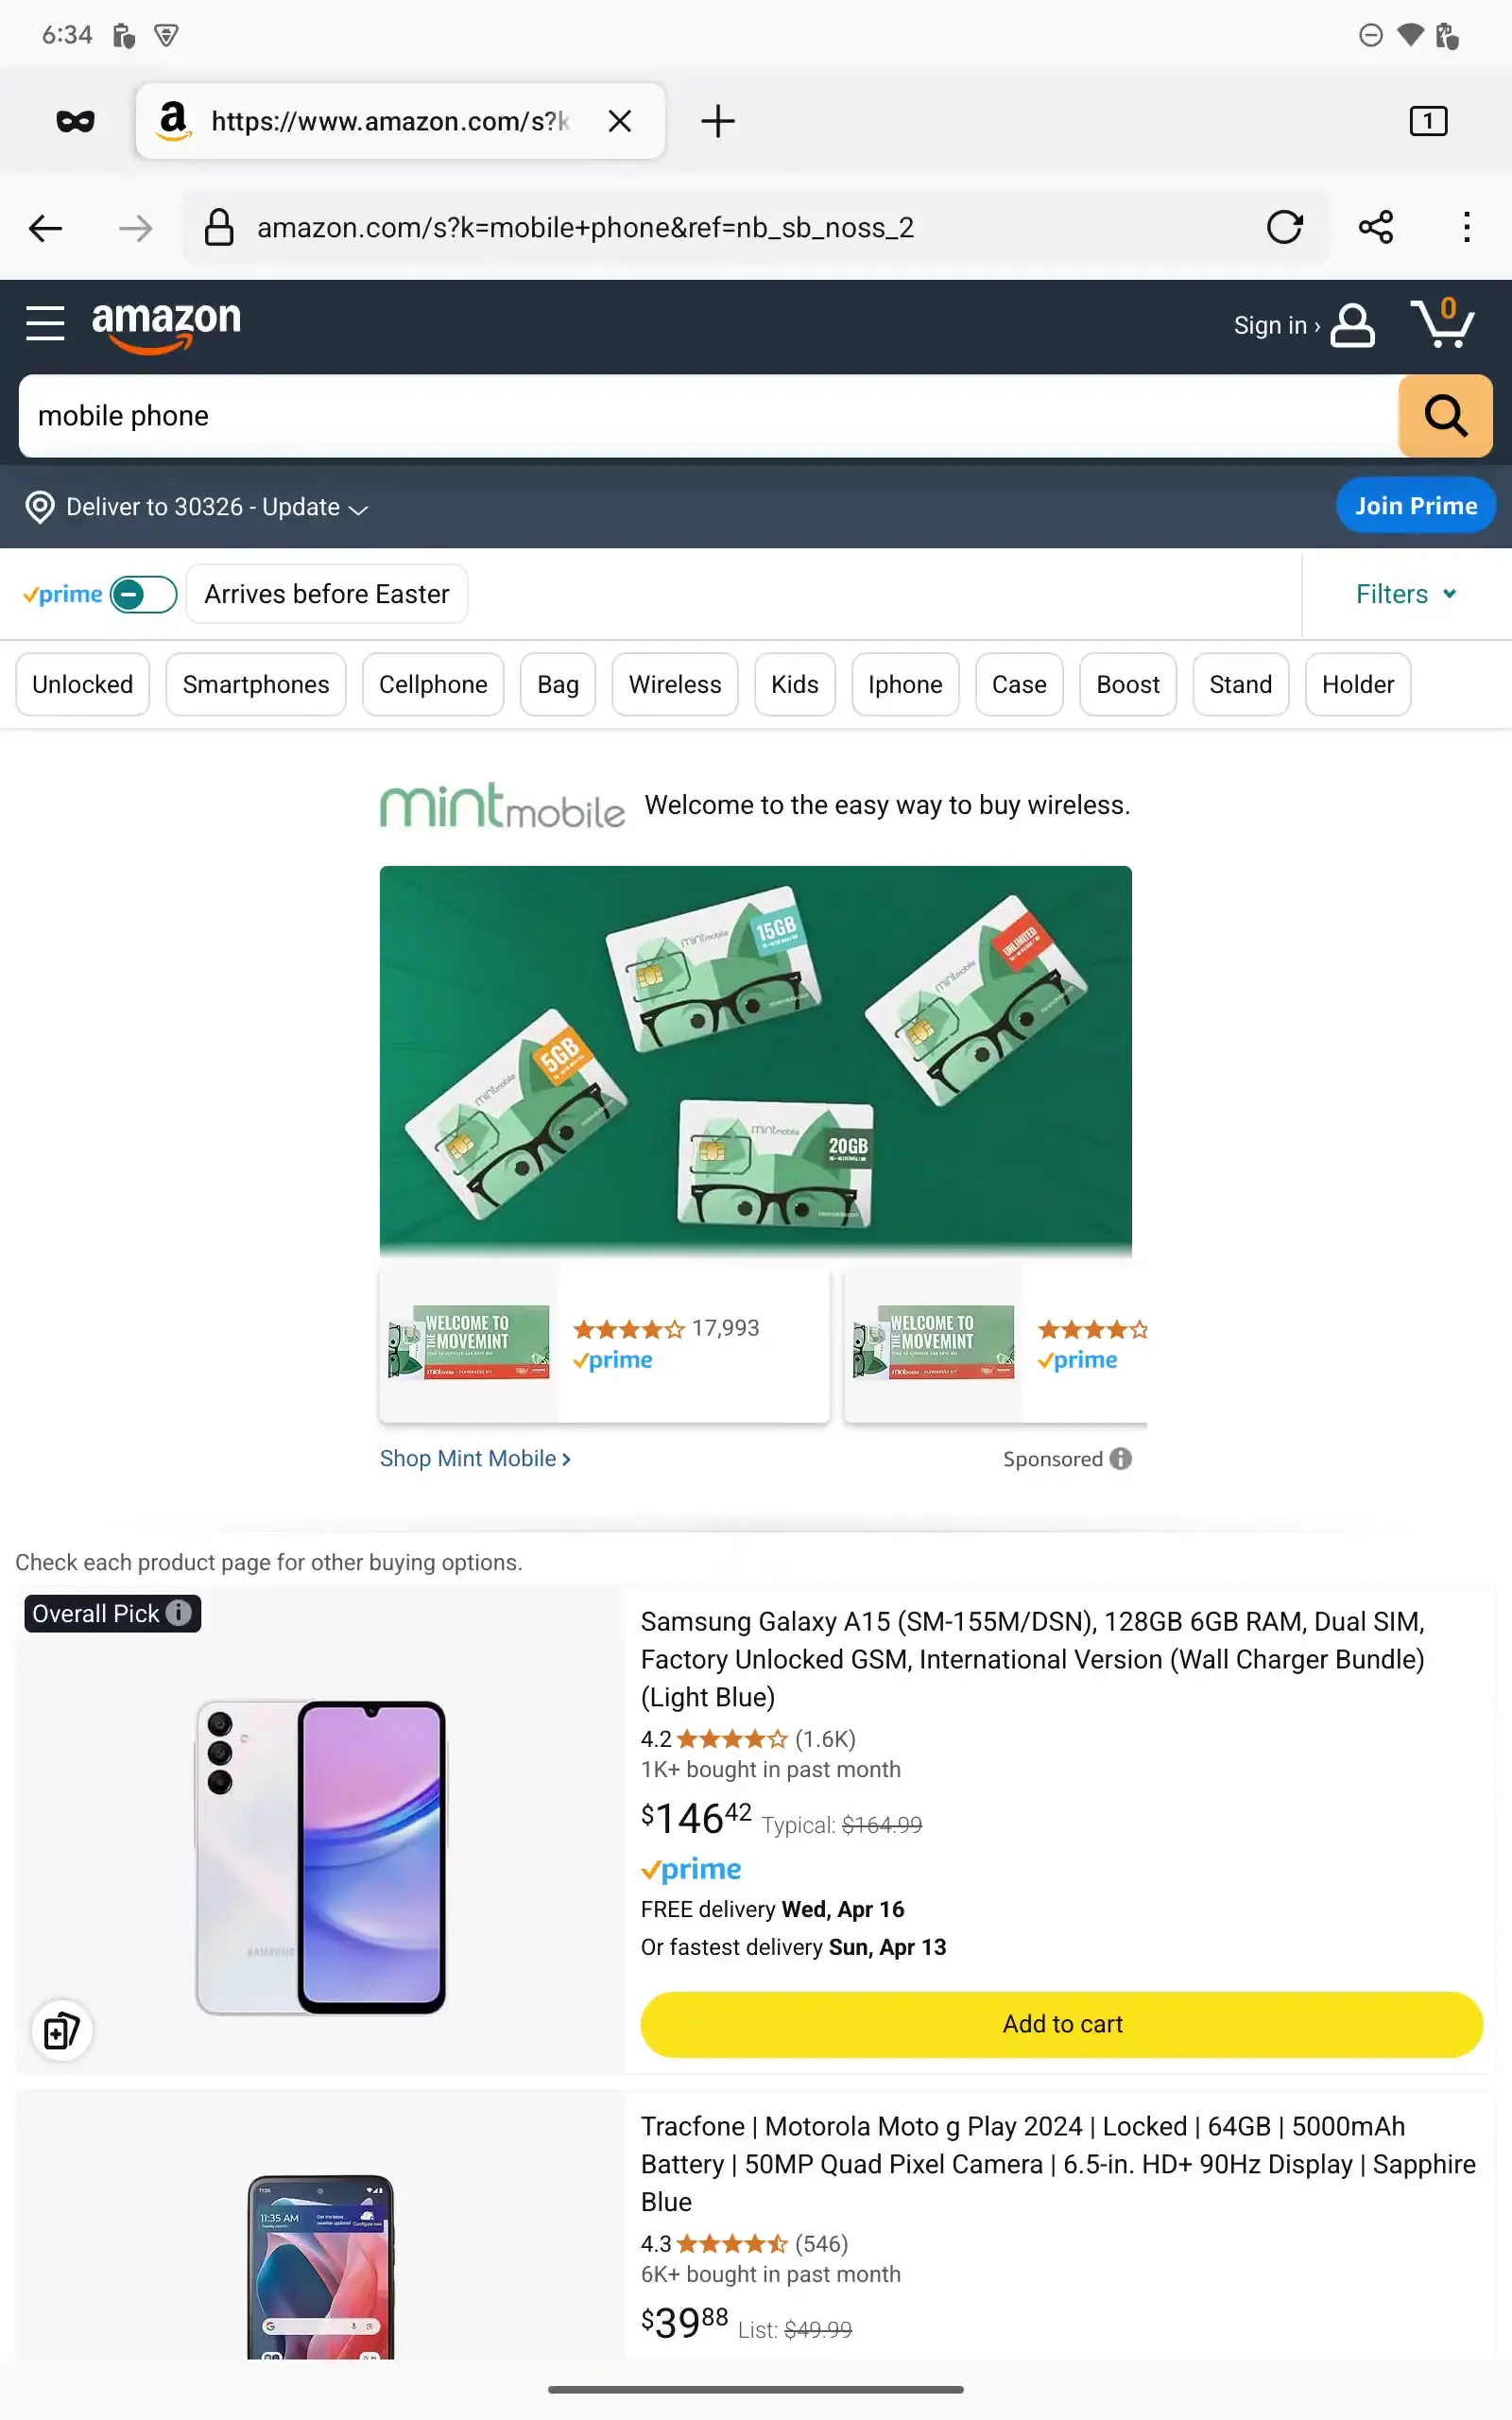 6:34
https://www.amazon.com/s?k
1
amazon.com/s?k=mobile+phone&ref=nb_sb_noss_2
amazon
Sign in ›
0
mobile phone
Deliver to 30326 - Update
Join Prime
prime
Arrives before Easter
Filters
Unlocked
Smartphones
Cellphone
Bag
Wireless
Kids
Iphone
Case
Boost
Stand
Holder
mintmobile
Welcome to the easy way to buy wireless.
mintmobile
15GB
mintmobile
UNLIMITED
mintmobile
5GB
mintmobile
20GB
WELCOME TO
THE MOVEMINT
17,993
prime
WELCOME TO
THE MOVEMINT
prime
Shop Mint Mobile ›
Sponsored
Check each product page for other buying options.
Overall Pick
SAMSUNG
Samsung Galaxy A15 (SM-155M/DSN), 128GB 6GB RAM, Dual SIM,
Factory Unlocked GSM, International Version (Wall Charger Bundle)
(Light Blue)
4.2 (1.6K)
1K+ bought in past month
$146.42 Typical: $164.99
prime
FREE delivery Wed, Apr 16
Or fastest delivery Sun, Apr 13
Add to cart
11:35 AM
Tracfone | Motorola Moto g Play 2024 | Locked | 64GB | 5000mAh
Battery | 50MP Quad Pixel Camera | 6.5-in. HD+ 90Hz Display | Sapphire
Blue
4.3 (546)
6K+ bought in past month
$39.88 List: $49.99